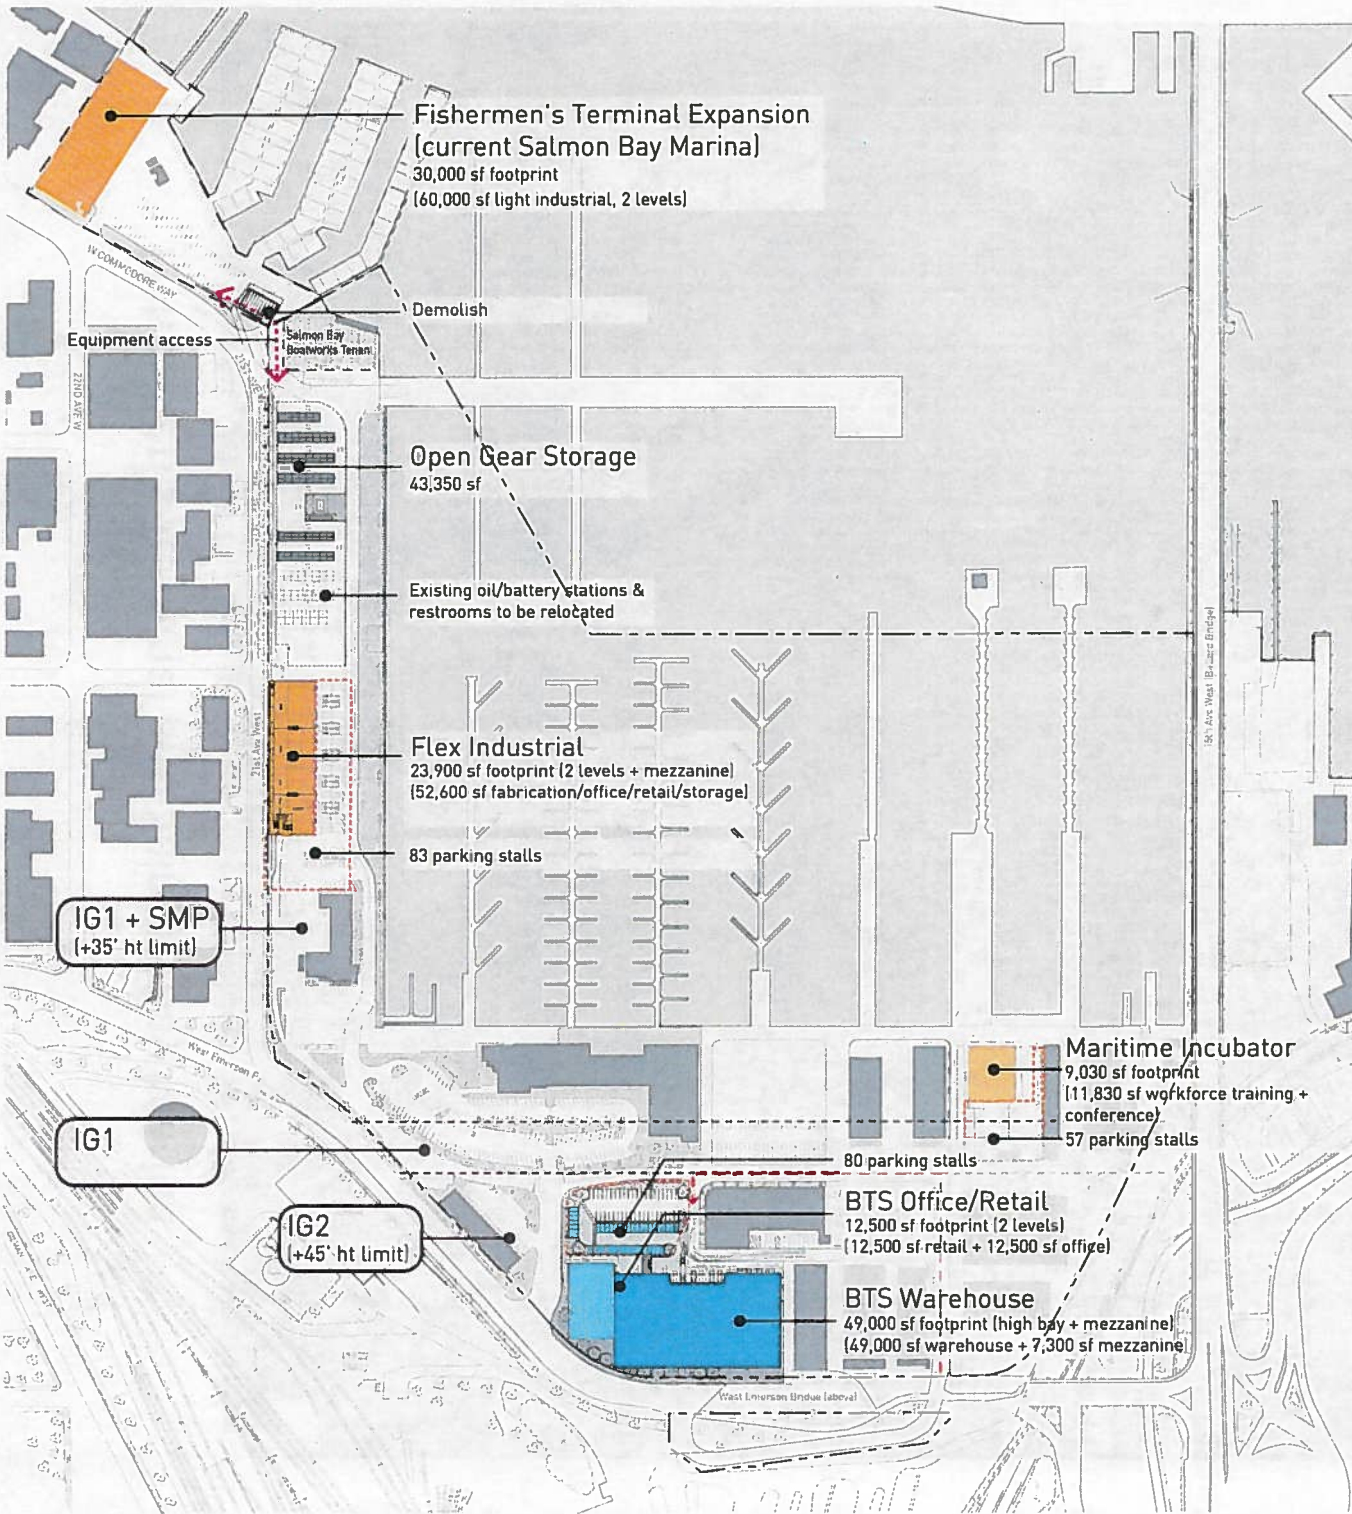 Fishermen's Terminal Expansion
(current Salmon Bay Marina)
30,000 sf footprint
(60,000 sf light industrial, 2 levels)
W COMMODORE WAY
Demolish
Equipment access
Salmon Bay
Boatworks Tenan
22ND AVE W
Open Gear Storage
43,350 sf
Existing oil/battery stations &
restrooms to be relocated
15th Ave West (Ballard Bridge)
21st Ave West
Flex Industrial
23,900 sf footprint (2 levels + mezzanine)
(52,600 sf fabrication/office/retail/storage)
83 parking stalls
IG1 + SMP
(+35' ht limit)
West Emerson Pl
Maritime Incubator
9,030 sf footprint
(11,830 sf workforce training +
conference)
57 parking stalls
IG1
80 parking stalls
BTS Office/Retail
12,500 sf footprint (2 levels)
(12,500 sf retail + 12,500 sf office)
IG2
(+45' ht limit)
BTS Warehouse
49,000 sf footprint (high bay + mezzanine)
(49,000 sf warehouse + 7,300 sf mezzanine
West Emerson Bridge (above)